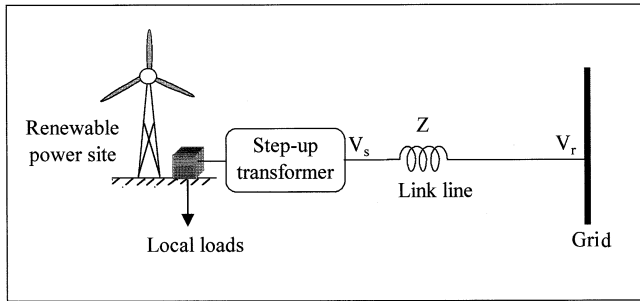 Renewable
power site
Step-up
transformer
Vs
Z
Vr
Link line
Local loads
Grid